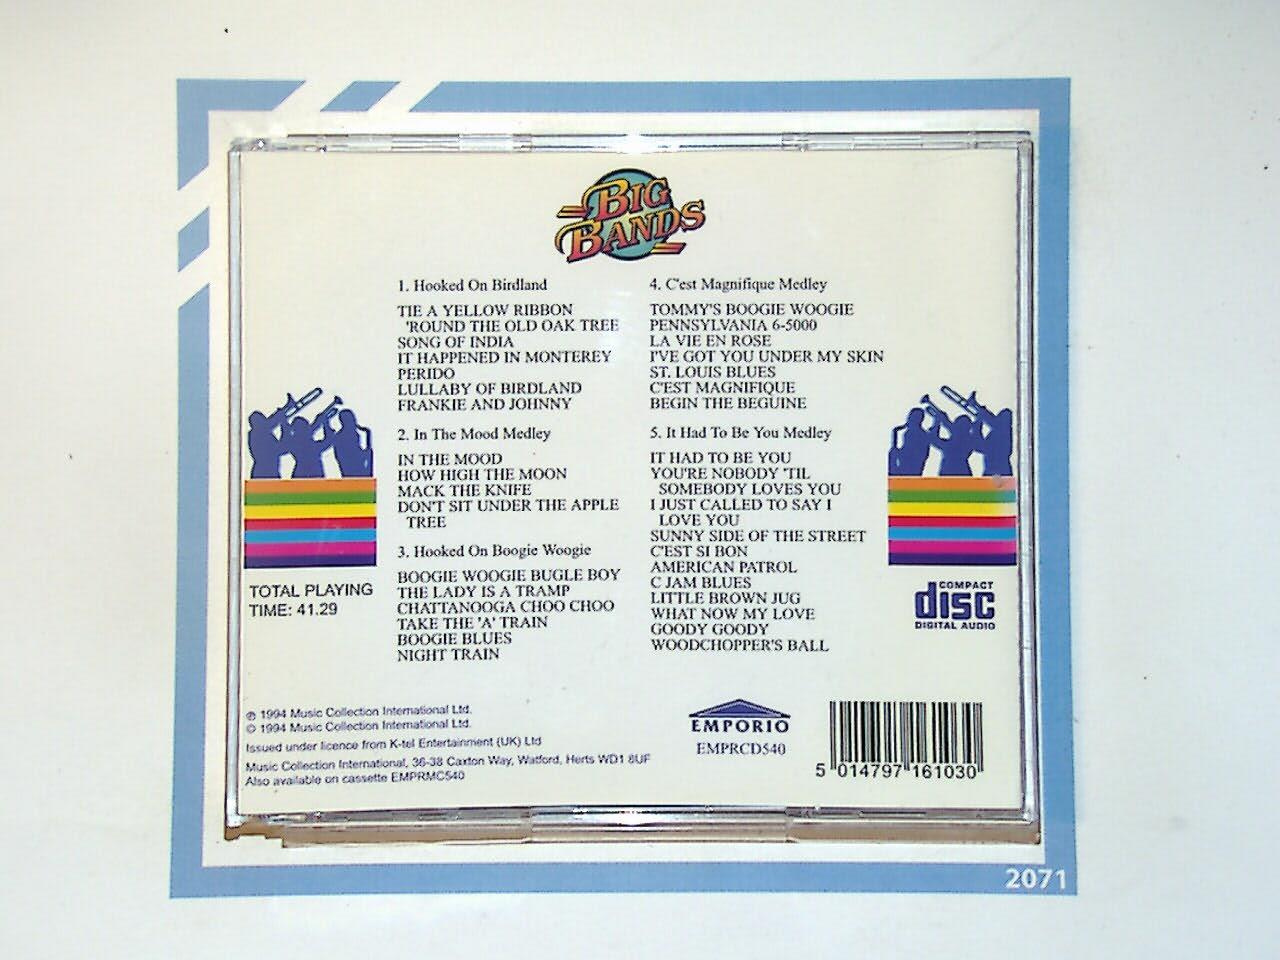 BIG
BANDS
1. Hooked On Birdland
TIE A YELLOW RIBBON
'ROUND THE OLD OAK TREE
SONG OF INDIA
IT HAPPENED IN MONTEREY
PERIDO
LULLABY OF BIRDLAND
FRANKIE AND JOHNNY
2. In The Mood Medley
IN THE MOOD
HOW HIGH THE MOON
MACK THE KNIFE
DON'T SIT UNDER THE APPLE
TREE
3. Hooked On Boogie Woogie
BOOGIE WOOGIE BUGLE BOY
THE LADY IS A TRAMP
CHATTANOOGA CHOO CHOO
TAKE THE 'A' TRAIN
BOOGIE BLUES
NIGHT TRAIN
4. C'est Magnifique Medley
TOMMY'S BOOGIE WOOGIE
PENNSYLVANIA 6-5000
LA VIE EN ROSE
I'VE GOT YOU UNDER MY SKIN
ST. LOUIS BLUES
C'EST MAGNIFIQUE
BEGIN THE BEGUINE
5. It Had To Be You Medley
IT HAD TO BE YOU
YOU'RE NOBODY 'TIL
SOMEBODY LOVES YOU
I JUST CALLED TO SAY I
LOVE YOU
SUNNY SIDE OF THE STREET
C'EST SI BON
AMERICAN PATROL
C JAM BLUES
LITTLE BROWN JUG
WHAT NOW MY LOVE
GOODY GOODY
WOODCHOPPER'S BALL
TOTAL PLAYING
TIME: 41.29
COMPACT
disc
DIGITAL AUDIO
℗ 1994 Music Collection International Ltd.
© 1994 Music Collection International Ltd.
Issued under licence from K-tel Entertainment (UK) Ltd
Music Collection International, 36-38 Caxton Way, Watford, Herts WD1 8UF
Also available on cassette EMPRMC540
EMPORIO
EMPRCD540
5 014797 161030
2071